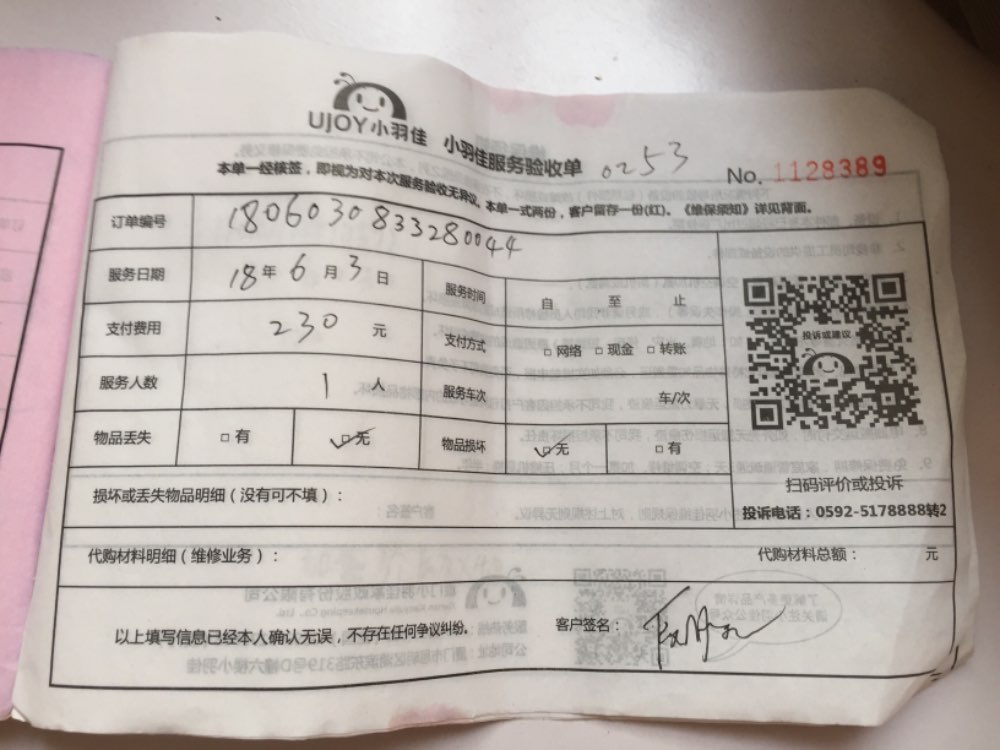 UJOY小羽佳 小羽佳服务验收单 0253 No. 1128389
本单一经核签，即视为对本次服务验收无异议。本单一式两份，客户留存一份(红)。《维保须知》详见背面。
订单编号 1806030833280044
服务日期 18年6月3日 服务时间 自 至 止
支付费用 230 元 支付方式 □网络 □现金 □转账
服务人数 1 人 服务车次 车/次
物品丢失 □有 ☑无 物品损坏 ☑无 □有
投诉或建议
扫码评价或投诉
投诉电话：0592-5178888转2
损坏或丢失物品明细（没有可不填）：
代购材料明细（维修业务）： 代购材料总额： 元
以上填写信息已经本人确认无误，不存在任何争议纠纷。 客户签名：